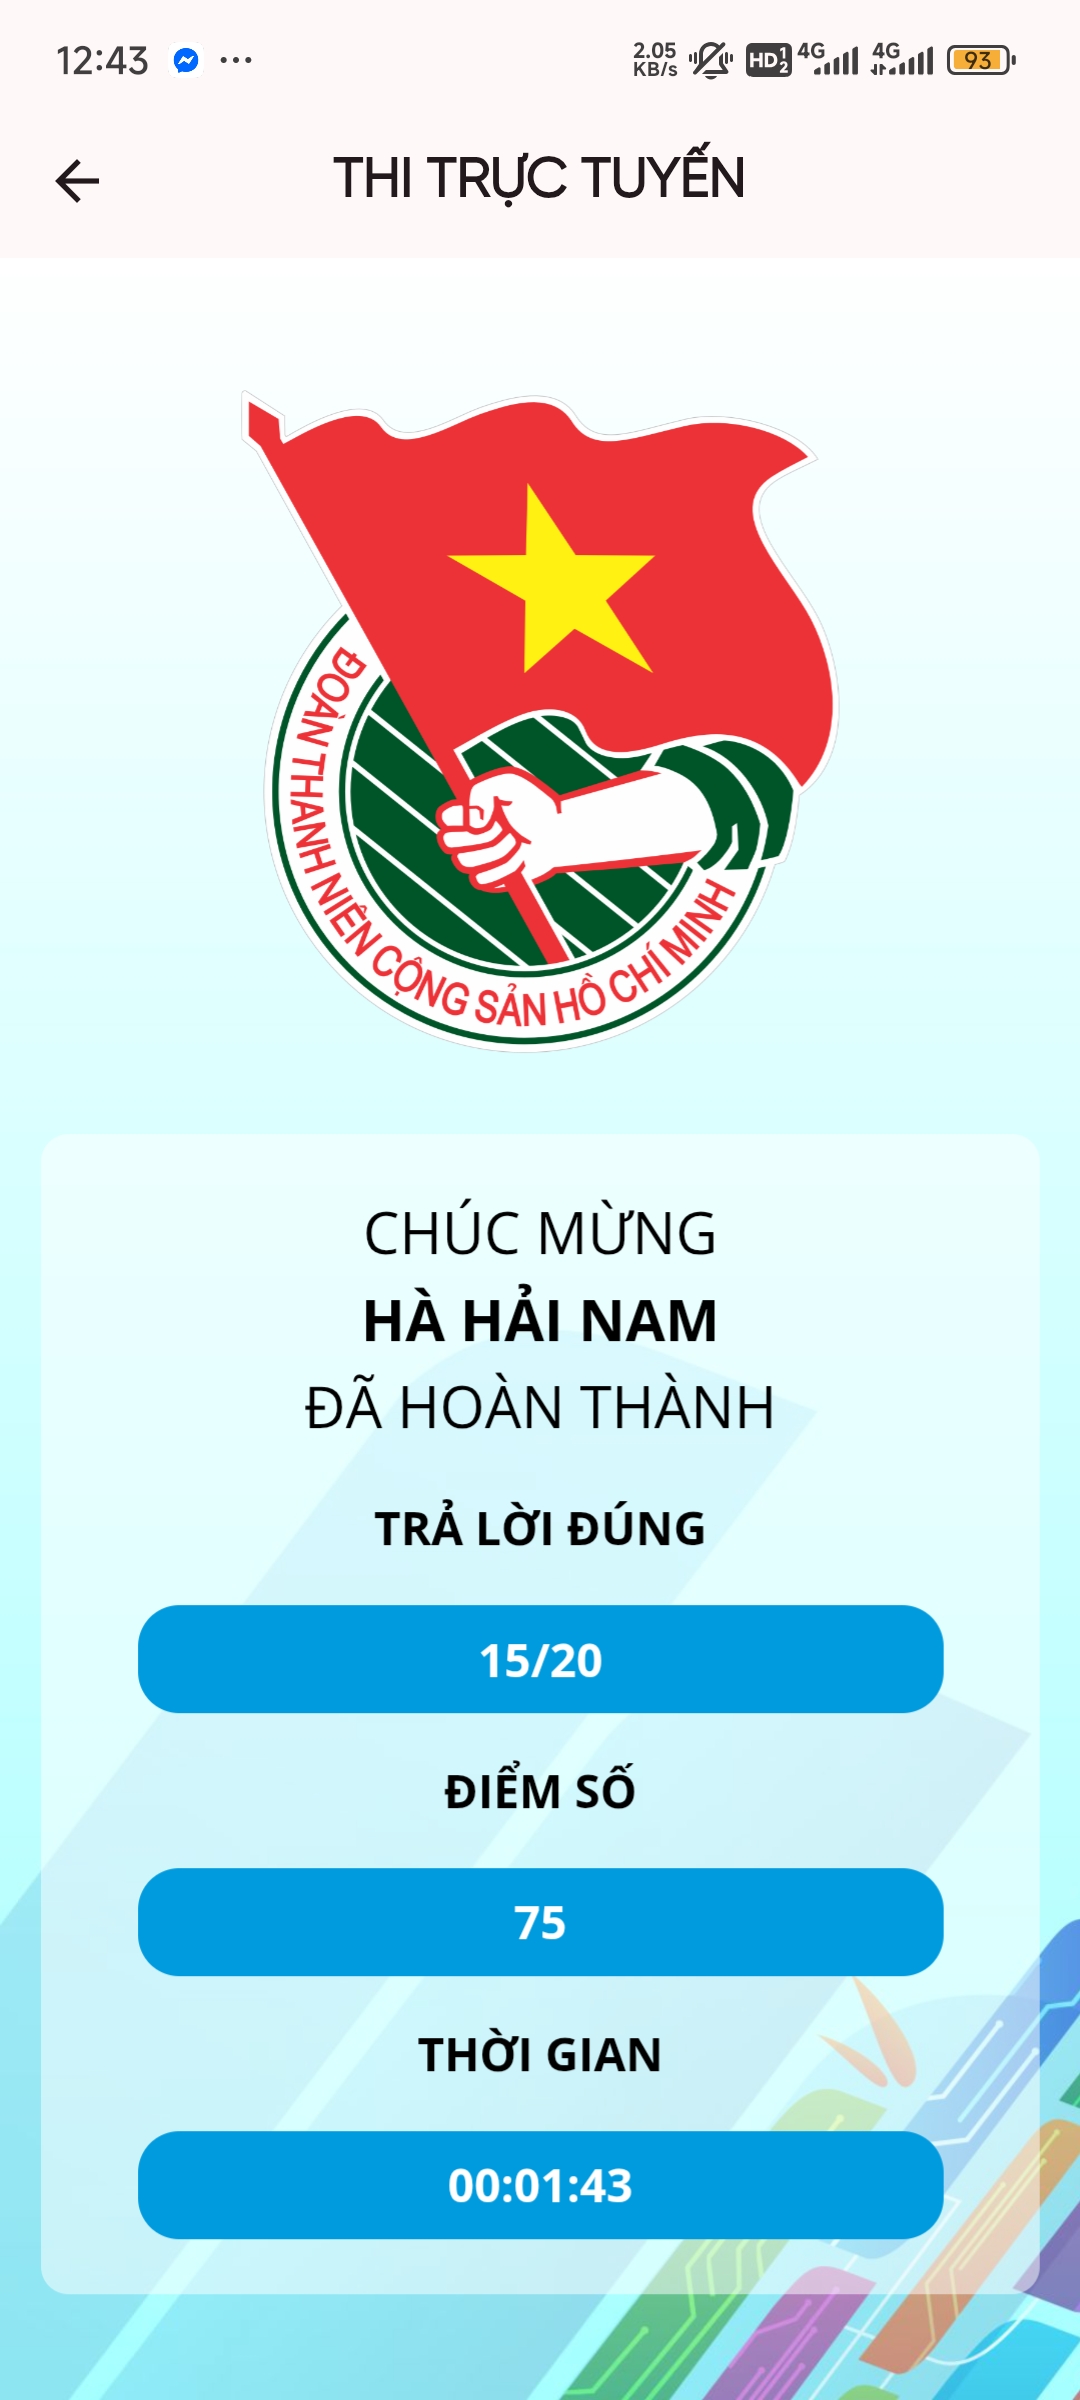 12:43
2.05
KB/s
HD 1 2
4G
4G
93
THI TRỰC TUYẾN
ĐOÀN THANH NIÊN CỘNG SẢN HỒ CHÍ MINH
CHÚC MỪNG
HÀ HẢI NAM
ĐÃ HOÀN THÀNH
TRẢ LỜI ĐÚNG
15/20
ĐIỂM SỐ
75
THỜI GIAN
00:01:43